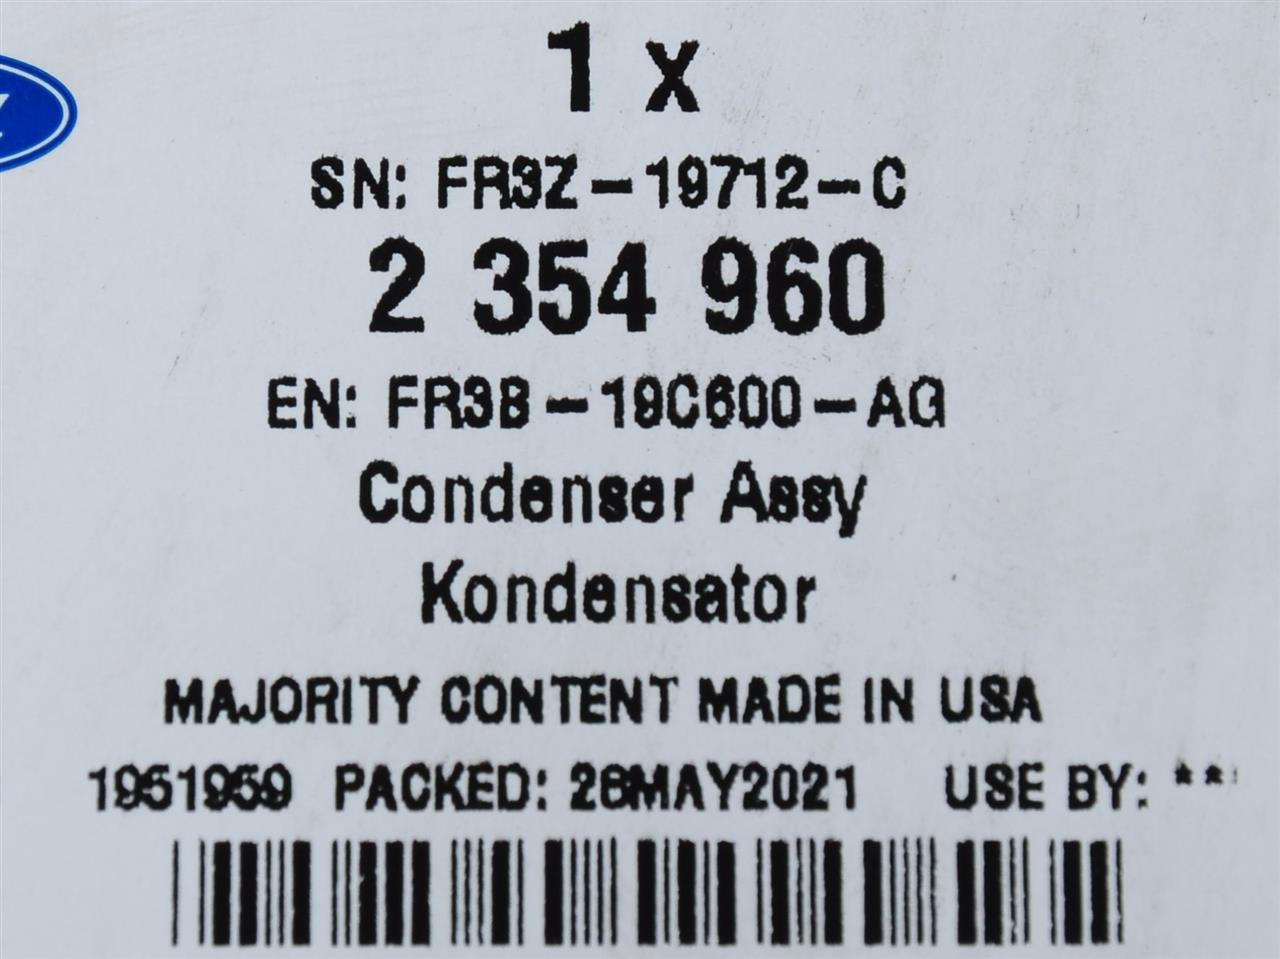 1 x
SN: FR3Z-19712-C
2 354 960
EN: FR3B-19C600-AG
Condenser Assy
Kondensator
MAJORITY CONTENT MADE IN USA
1951959 PACKED: 26MAY2021 USE BY: **